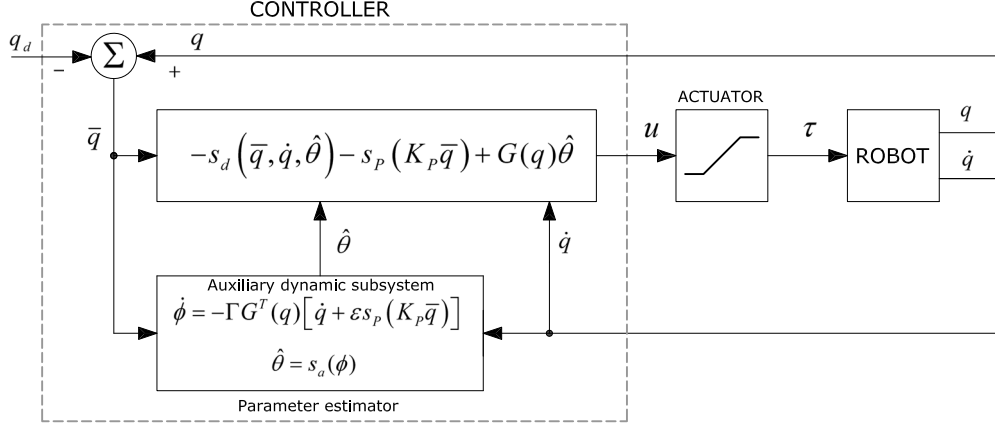 CONTROLLER
q_d
−
Σ
q
+
q̄
−s_d(q̄, q̇, θ̂) − s_P(K_P q̄) + G(q)θ̂
u
ACTUATOR
τ
ROBOT
q
q̇
θ̂
q̇
Auxiliary dynamic subsystem
ϕ̇ = −ΓG^T(q)[q̇ + εs_P(K_P q̄)]
θ̂ = s_a(ϕ)
Parameter estimator